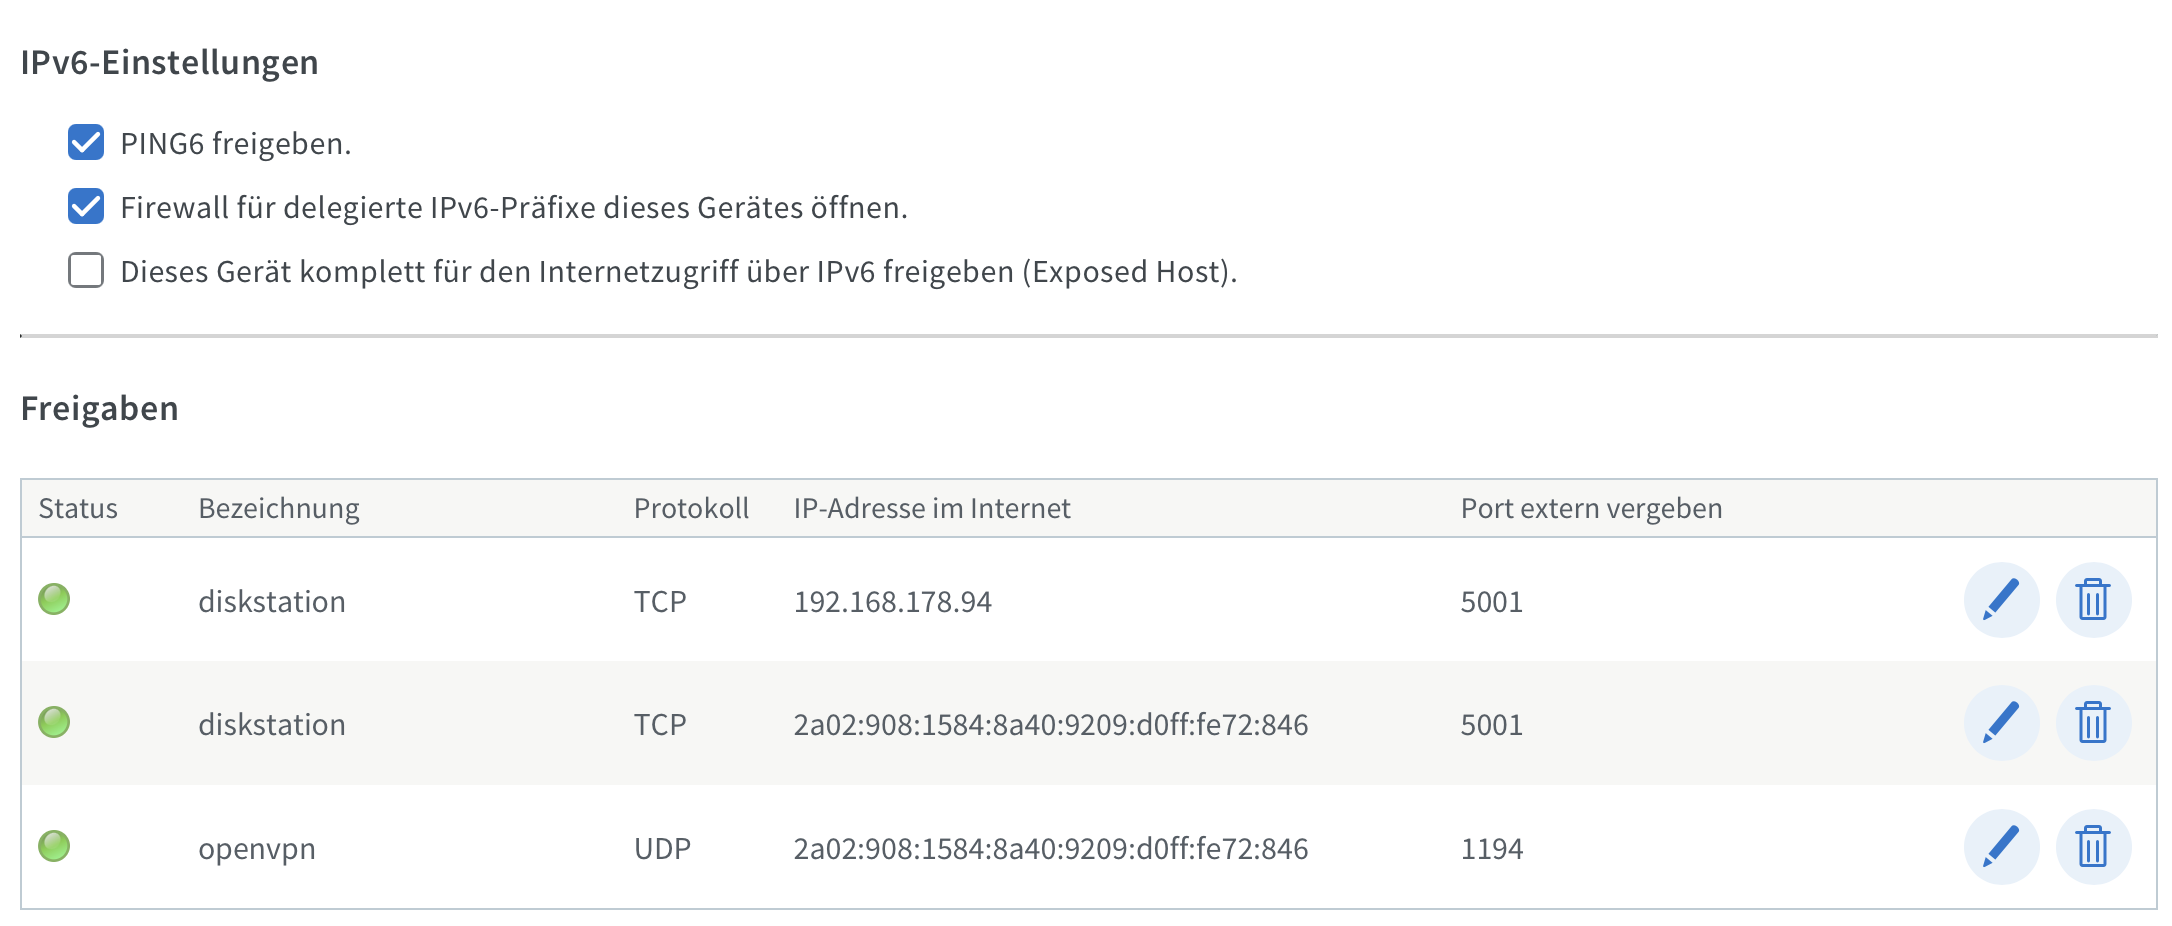 IPv6-Einstellungen
PING6 freigeben.
Firewall für delegierte IPv6-Präfixe dieses Gerätes öffnen.
Dieses Gerät komplett für den Internetzugriff über IPv6 freigeben (Exposed Host).
Freigaben
Status Bezeichnung Protokoll IP-Adresse im Internet Port extern vergeben
diskstation TCP 192.168.178.94 5001
diskstation TCP 2a02:908:1584:8a40:9209:d0ff:fe72:846 5001
openvpn UDP 2a02:908:1584:8a40:9209:d0ff:fe72:846 1194